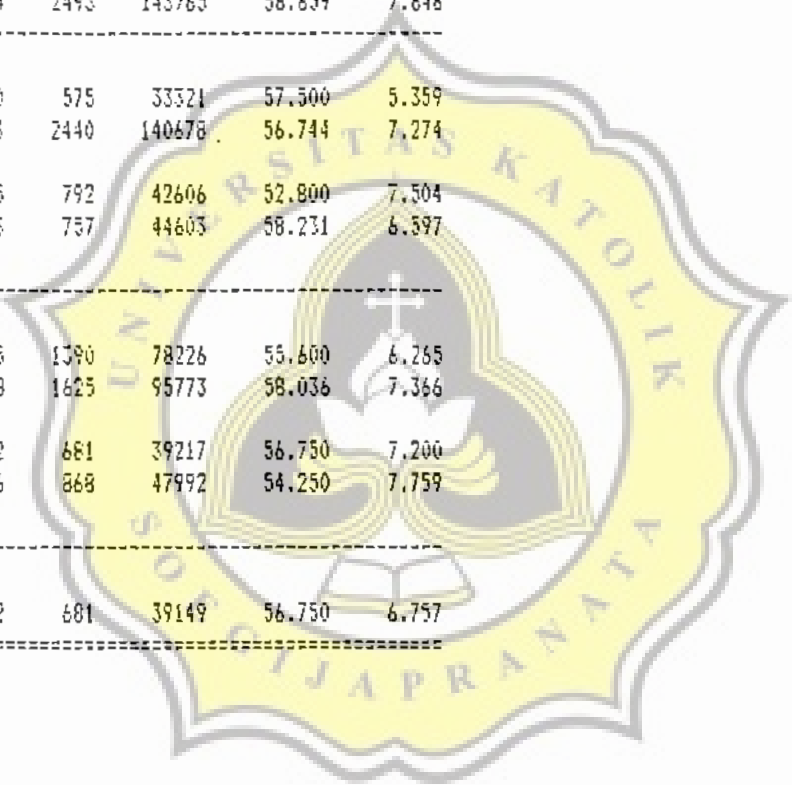 575 33321 57.500 5.359
2440 140678 56.744 7.274
792 42606 52.800 7.504
757 44603 58.231 6.597
1390 78226 55.600 6.265
1625 95773 58.036 7.366
681 39217 56.750 7.200
868 47992 54.250 7.759
681 39149 56.750 6.757
UNIVERSITAS KATOLIK
SOEGIJAPRANATA